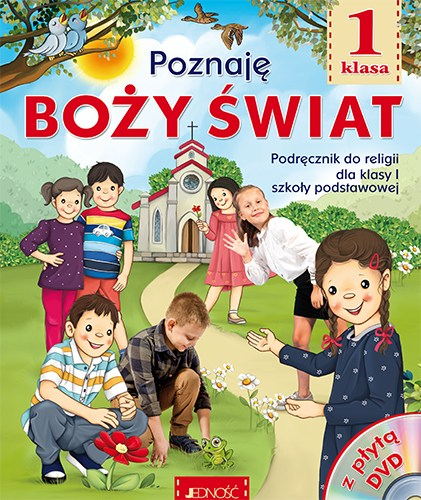 1
klasa
Poznaję
BOŻY ŚWIAT
Podręcznik do religii
dla klasy I
szkoły podstawowej
z płytą
DVD
JEDNOŚĆ